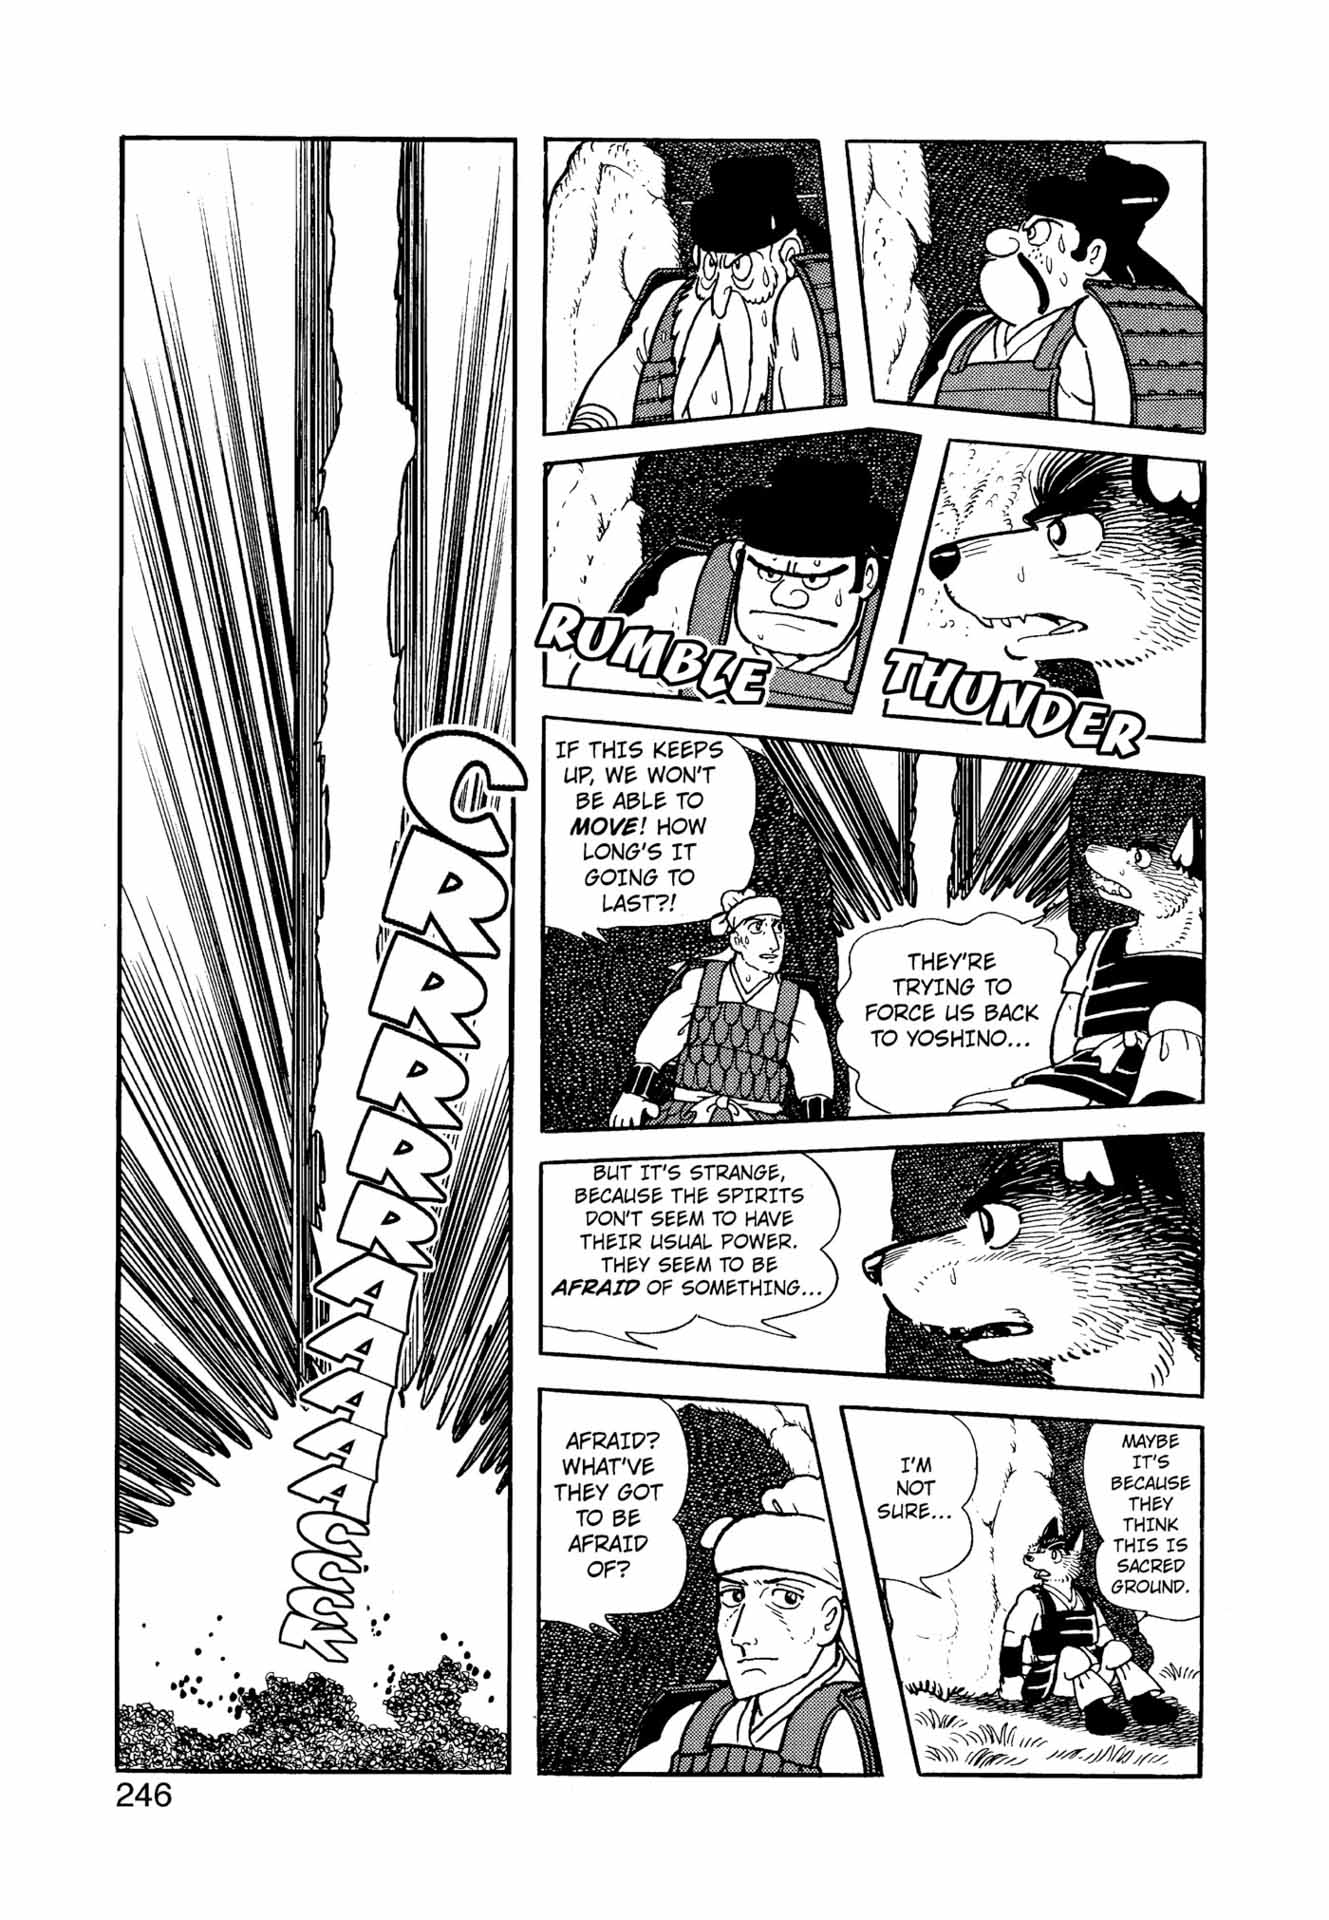 RUMBLE
THUNDER
IF THIS KEEPS
UP, WE WON'T
BE ABLE TO
MOVE! HOW
LONG'S IT
GOING TO
LAST?!
THEY'RE
TRYING TO
FORCE US BACK
TO YOSHINO...
BUT IT'S STRANGE,
BECAUSE THE SPIRITS
DON'T SEEM TO HAVE
THEIR USUAL POWER.
THEY SEEM TO BE
AFRAID OF SOMETHING...
AFRAID?
WHAT'VE
THEY GOT
TO BE
AFRAID
OF?
I'M
NOT
SURE...
MAYBE
IT'S
BECAUSE
THEY
THINK
THIS IS
SACRED
GROUND.
CRRRRRAAAACCCK
246